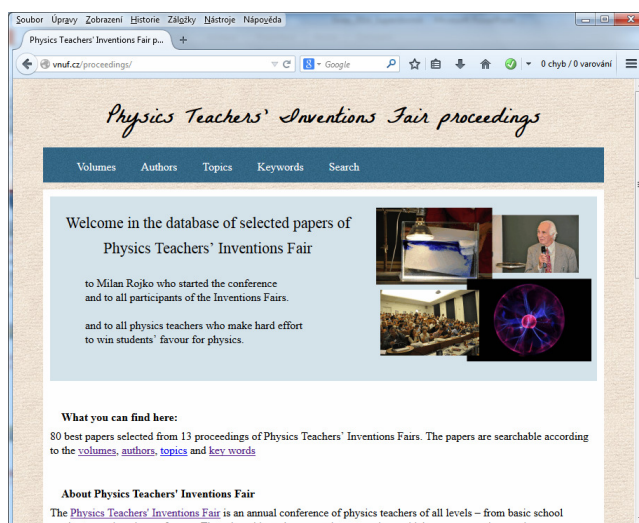 Soubor Úpravy Zobrazení Historie Záložky Nástroje Nápověda
Physics Teachers' Inventions Fair p... +
vnuf.cz/proceedings/ Google 0 chyb / 0 varování
Physics Teachers' Inventions Fair proceedings
Volumes Authors Topics Keywords Search
Welcome in the database of selected papers of
Physics Teachers' Inventions Fair
to Milan Rojko who started the conference
and to all participants of the Inventions Fairs.
and to all physics teachers who make hard effort
to win students' favour for physics.
What you can find here:
80 best papers selected from 13 proceedings of Physics Teachers' Inventions Fairs. The papers are searchable according
to the volumes, authors, topics and key words
About Physics Teachers' Inventions Fair
The Physics Teachers' Inventions Fair is an annual conference of physics teachers of all levels – from basic school